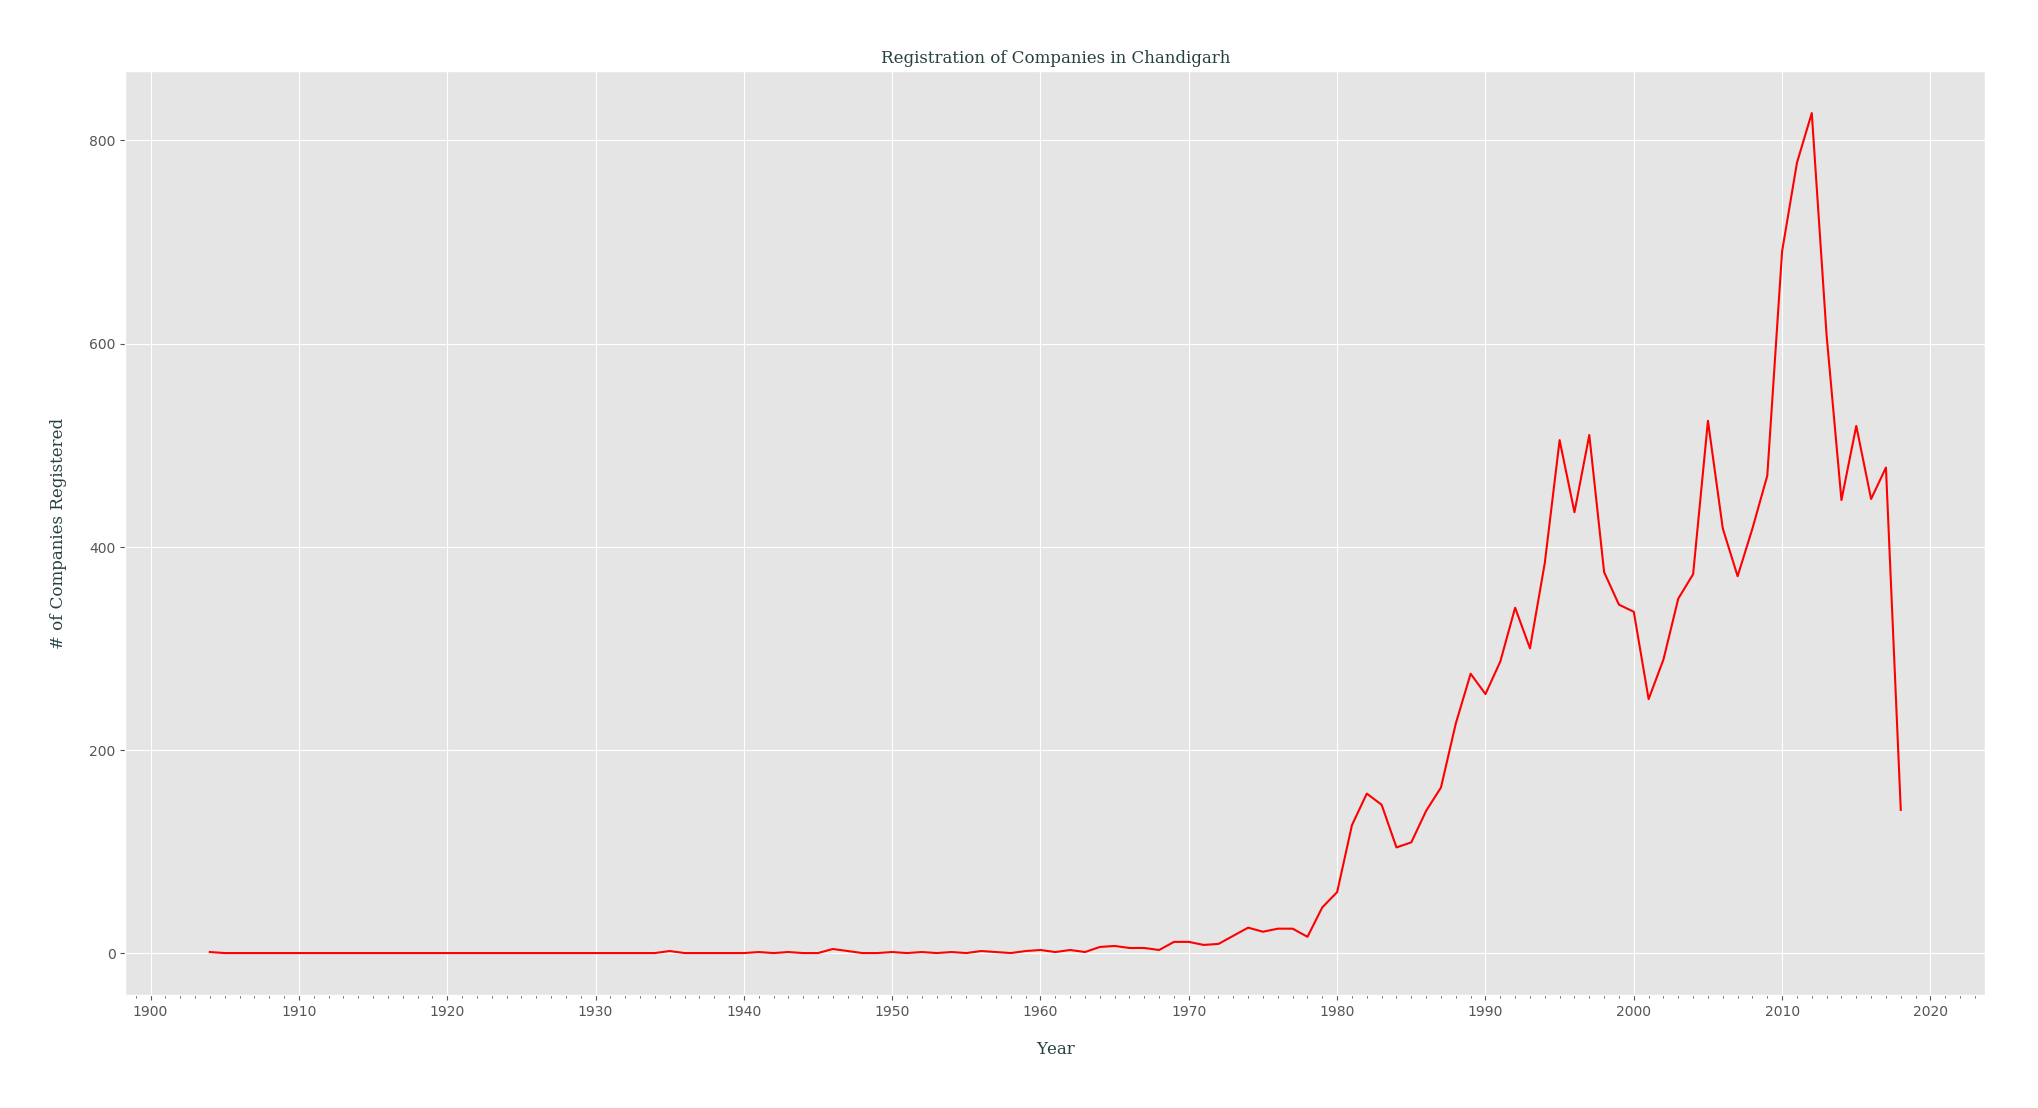 Registration of Companies in Chandigarh
800
600
400
200
0
# of Companies Registered
1900 1910 1920 1930 1940 1950 1960 1970 1980 1990 2000 2010 2020
Year